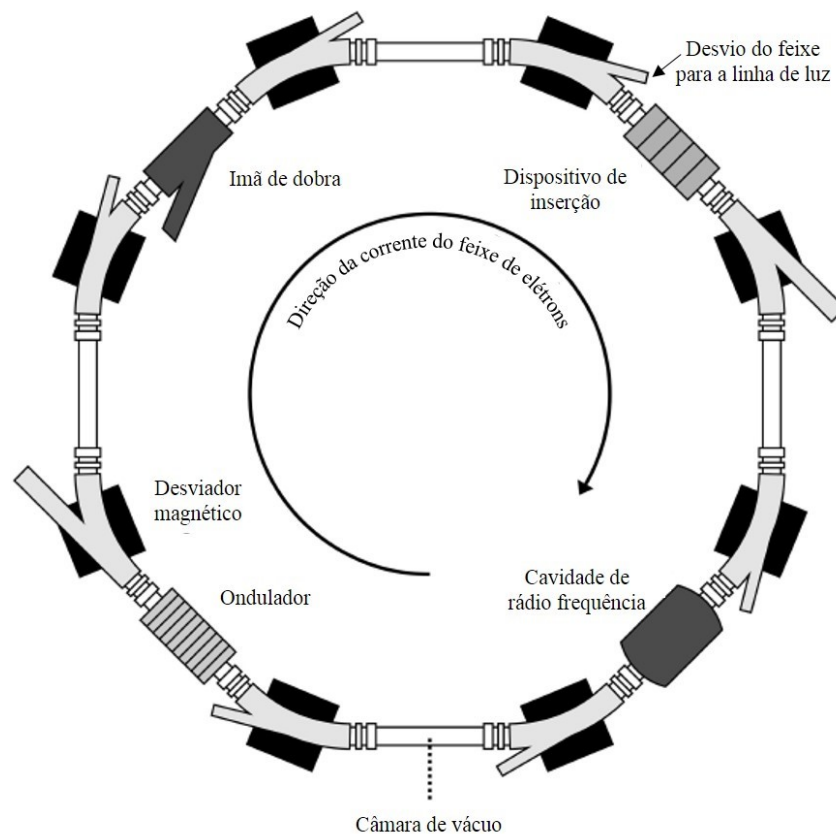 Desvio do feixe
para a linha de luz
Imã de dobra
Dispositivo de
inserção
Direção da corrente do feixe de elétrons
Desviador
magnético
Ondulador
Cavidade de
rádio frequência
Câmara de vácuo